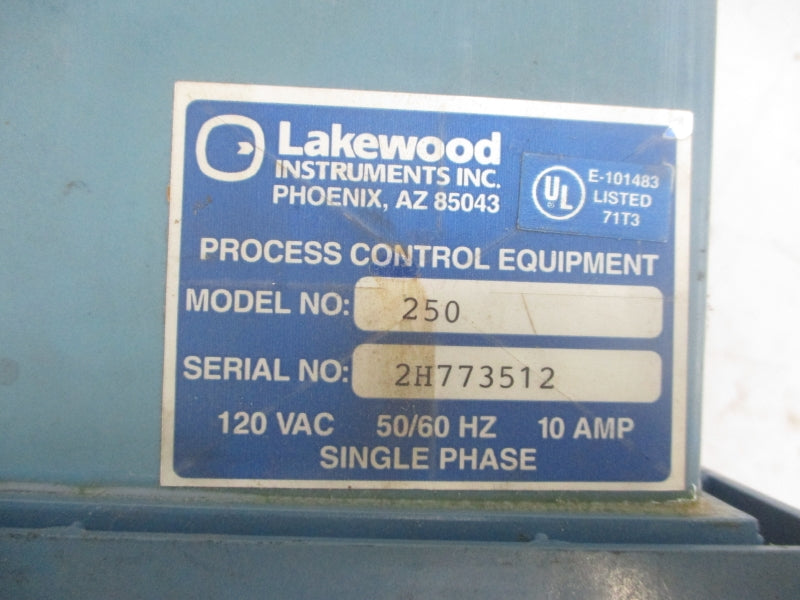 Lakewood
INSTRUMENTS INC.
PHOENIX, AZ 85043
UL
E-101483
LISTED
71T3
PROCESS CONTROL EQUIPMENT
MODEL NO: 250
SERIAL NO: 2H773512
120 VAC 50/60 HZ 10 AMP
SINGLE PHASE